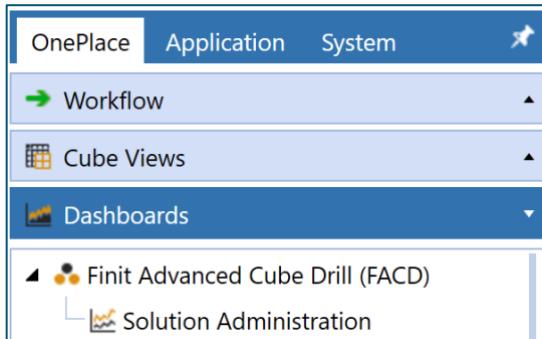 OnePlace Application System
Workflow
Cube Views
Dashboards
Finit Advanced Cube Drill (FACD)
Solution Administration